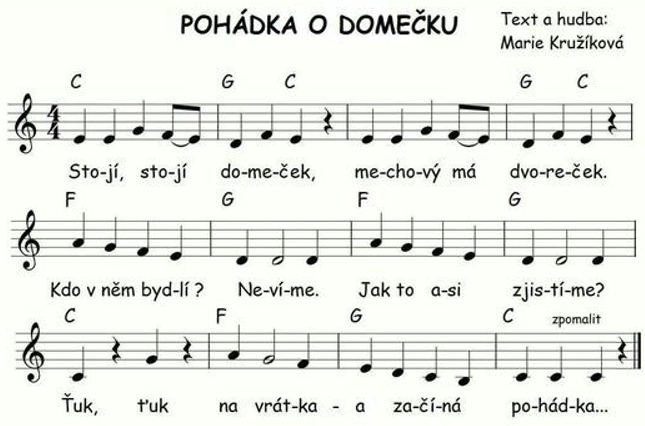 POHÁDKA O DOMEČKU
Text a hudba:
Marie Kružíková
C G C G C
Sto-jí, sto-jí do-me-ček, me-cho-vý má dvo-re-ček.
F G F G
Kdo v něm byd-lí ? Ne-ví-me. Jak to a-si zjis-tí-me?
C F G C zpomalit
Ťuk, ťuk na vrát-ka - a za-čí-ná po-hád-ka...